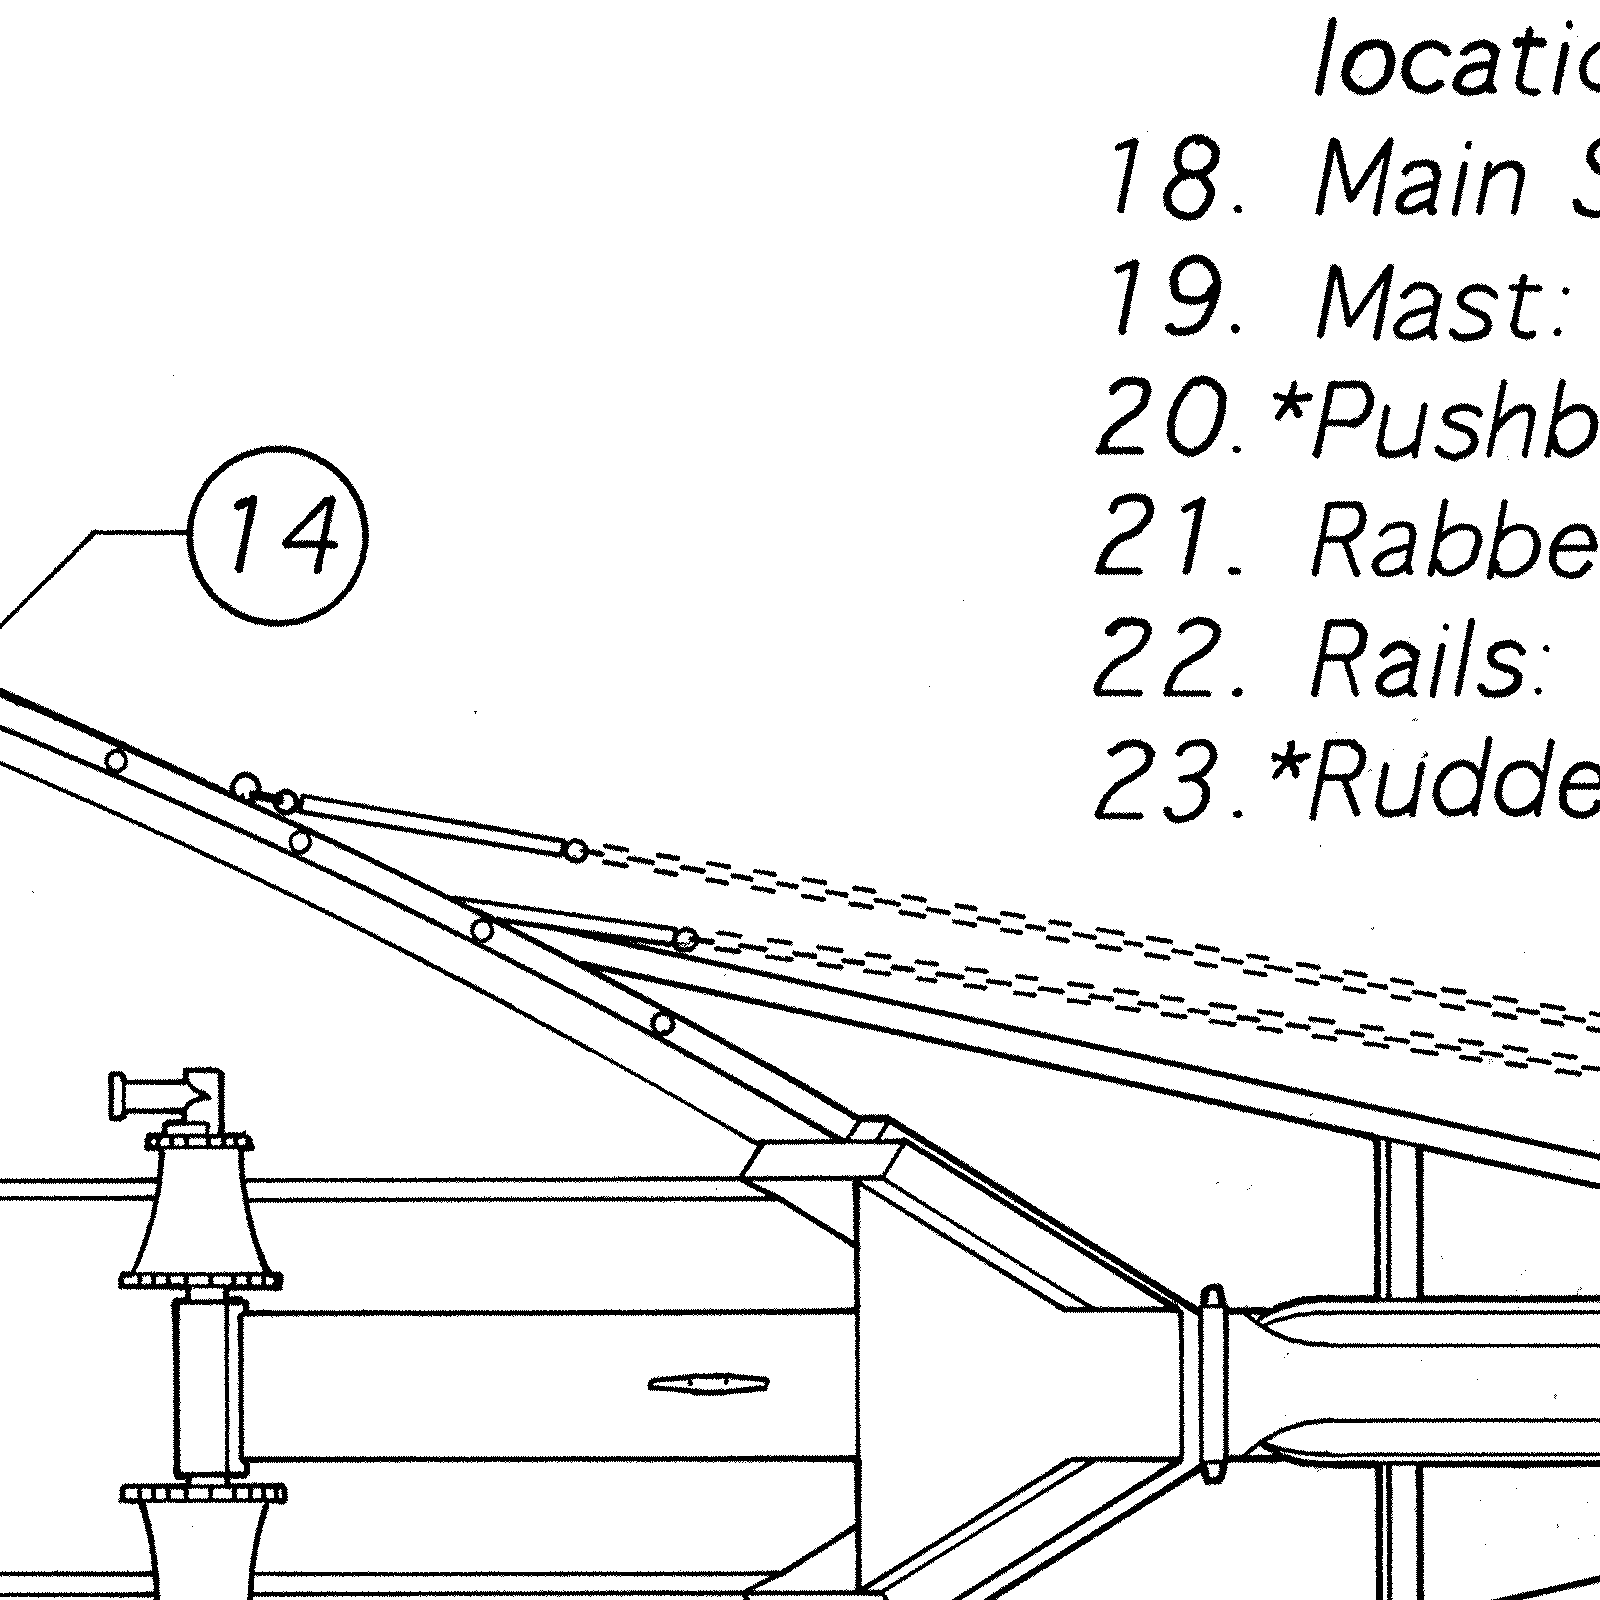 locatio
18. Main S
19. Mast:
20. *Pushb
21. Rabbe
22. Rails:
23. *Rudde
14